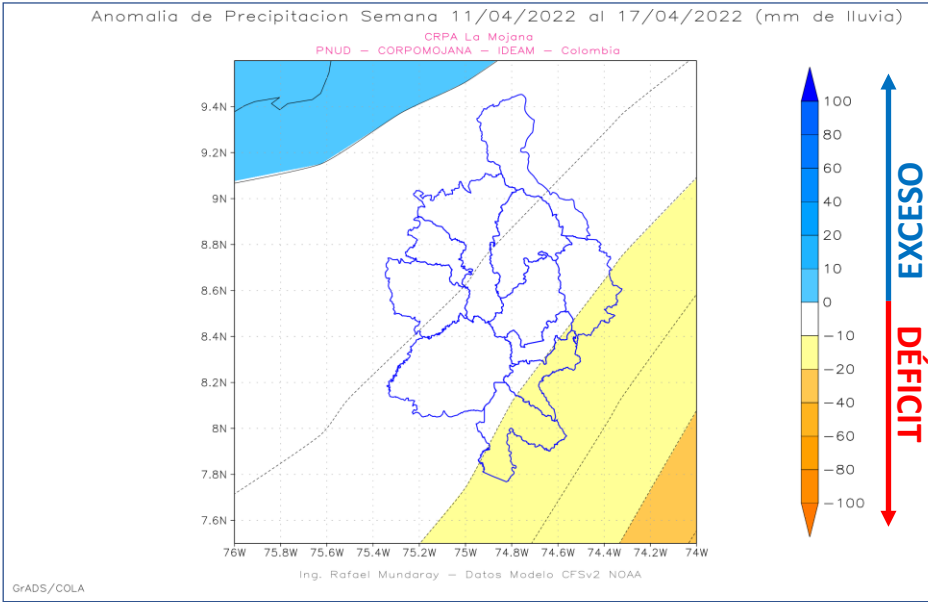 Anomalia de Precipitacion Semana 11/04/2022 al 17/04/2022 (mm de lluvia)
CRPA La Mojana
PNUD – CORPOMOJANA – IDEAM – Colombia
9.4N
9.2N
9N
8.8N
8.6N
8.4N
8.2N
8N
7.8N
7.6N
76W 75.8W 75.6W 75.4W 75.2W 75W 74.8W 74.6W 74.4W 74.2W 74W
100
80
60
40
20
10
0
−10
−20
−40
−60
−80
−100
EXCESO
DÉFICIT
Ing. Rafael Mundaray – Datos Modelo CFSv2 NOAA
GrADS/COLA